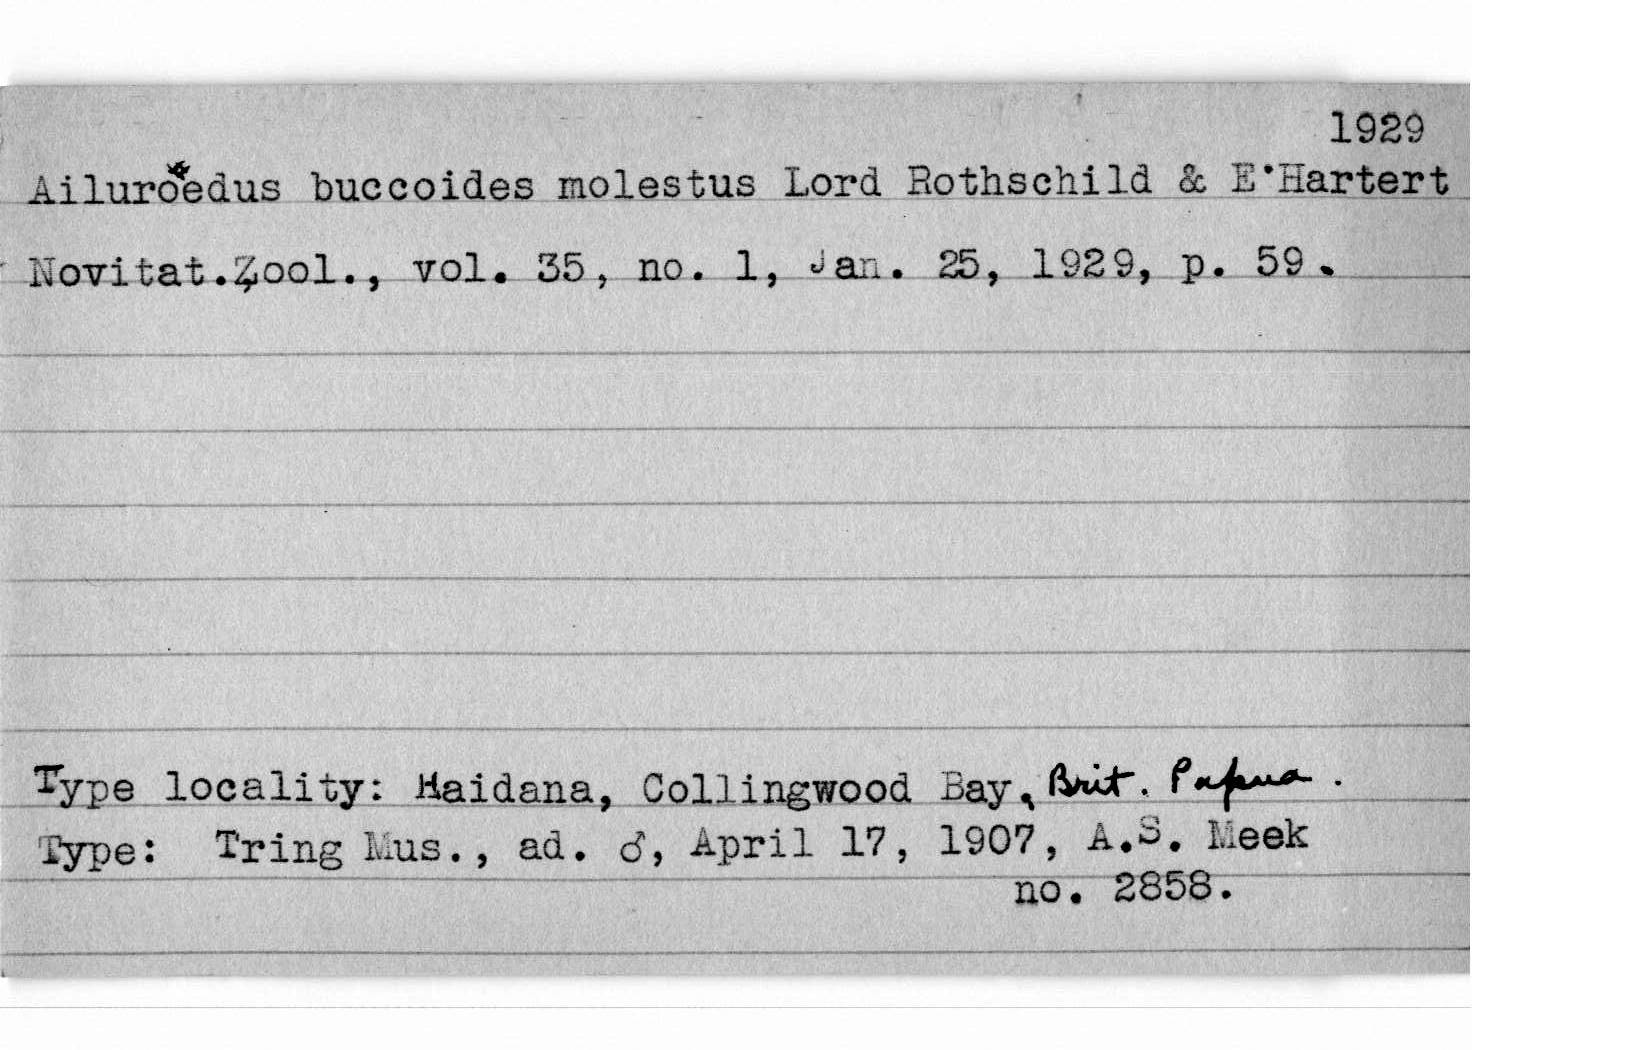 1929
Ailuroedus buccoides molestus Lord Rothschild & E.Hartert
Novitat.Zool., vol. 35, no. 1, Jan. 25, 1929, p. 59.
Type locality: Haidana, Collingwood Bay, Brit. Papua.
Type: Tring Mus., ad. ♂, April 17, 1907, A.S. Meek
no. 2858.